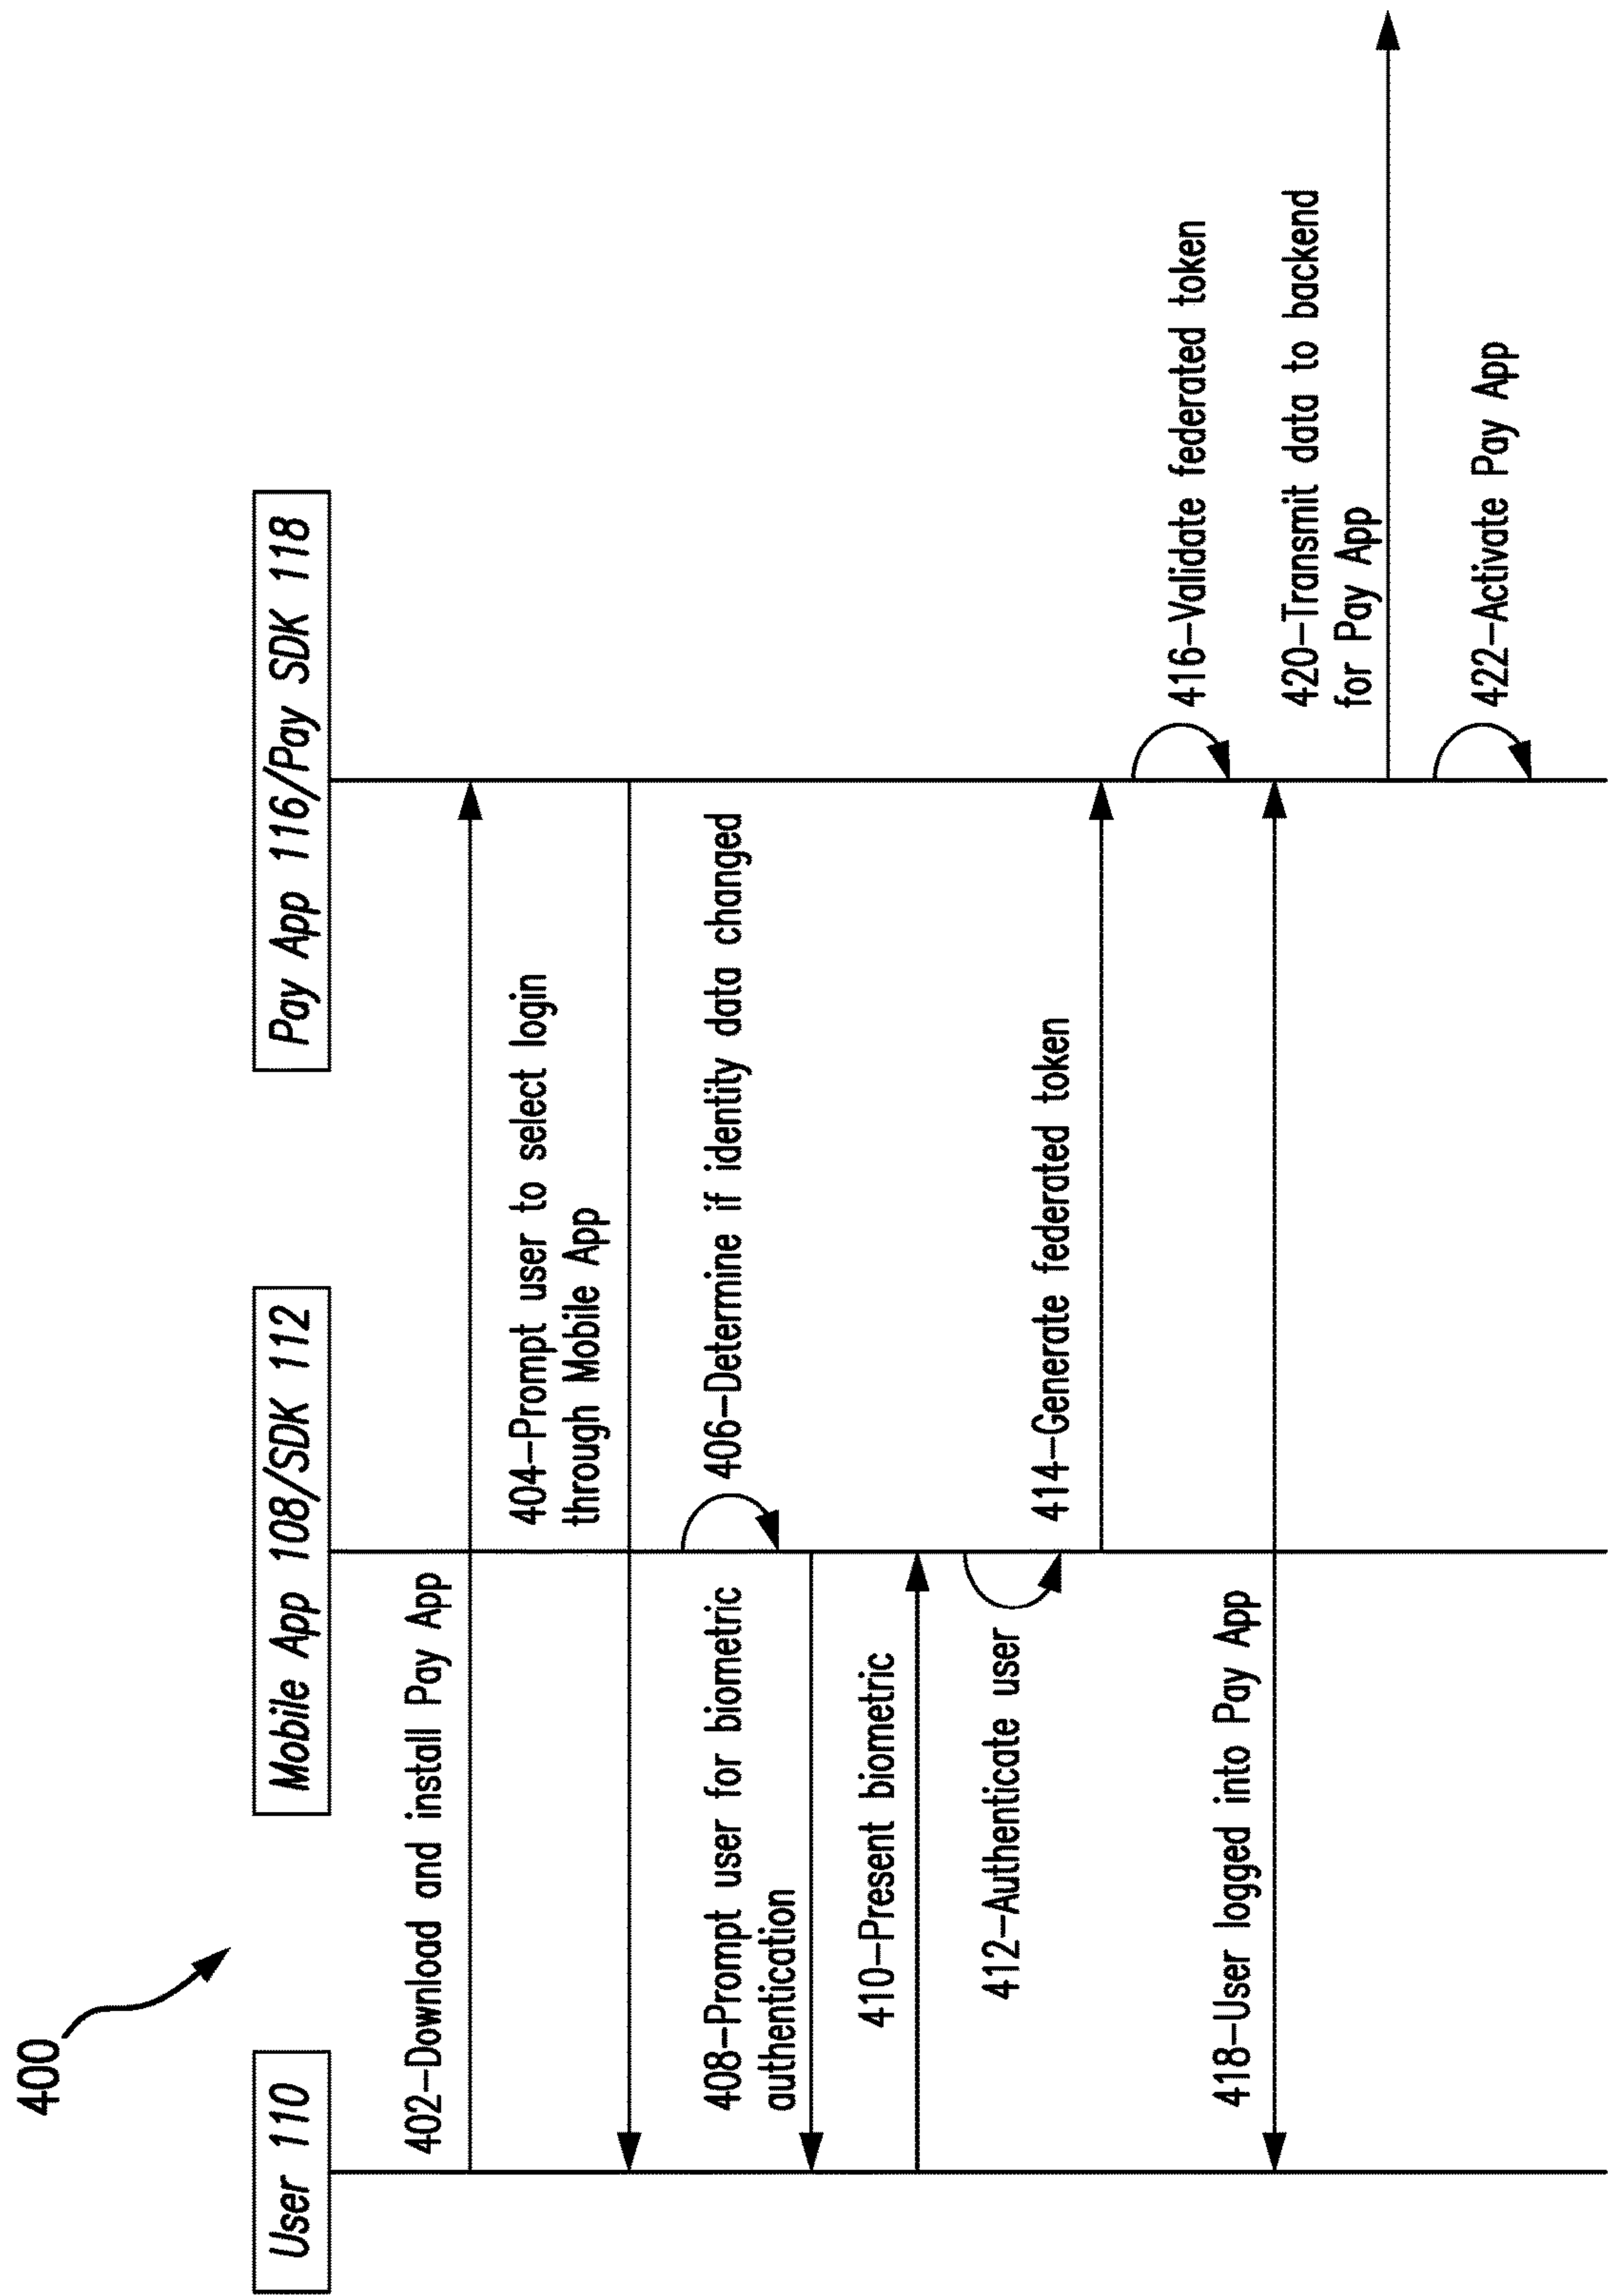 400
User 110
Mobile App 108/SDK 112
Pay App 116/Pay SDK 118
402–Download and install Pay App
404–Prompt user to select login
through Mobile App
406–Determine if identity data changed
408–Prompt user for biometric
authentication
410–Present biometric
412–Authenticate user
414–Generate federated token
416–Validate federated token
418–User logged into Pay App
420–Transmit data to backend
for Pay App
422–Activate Pay App